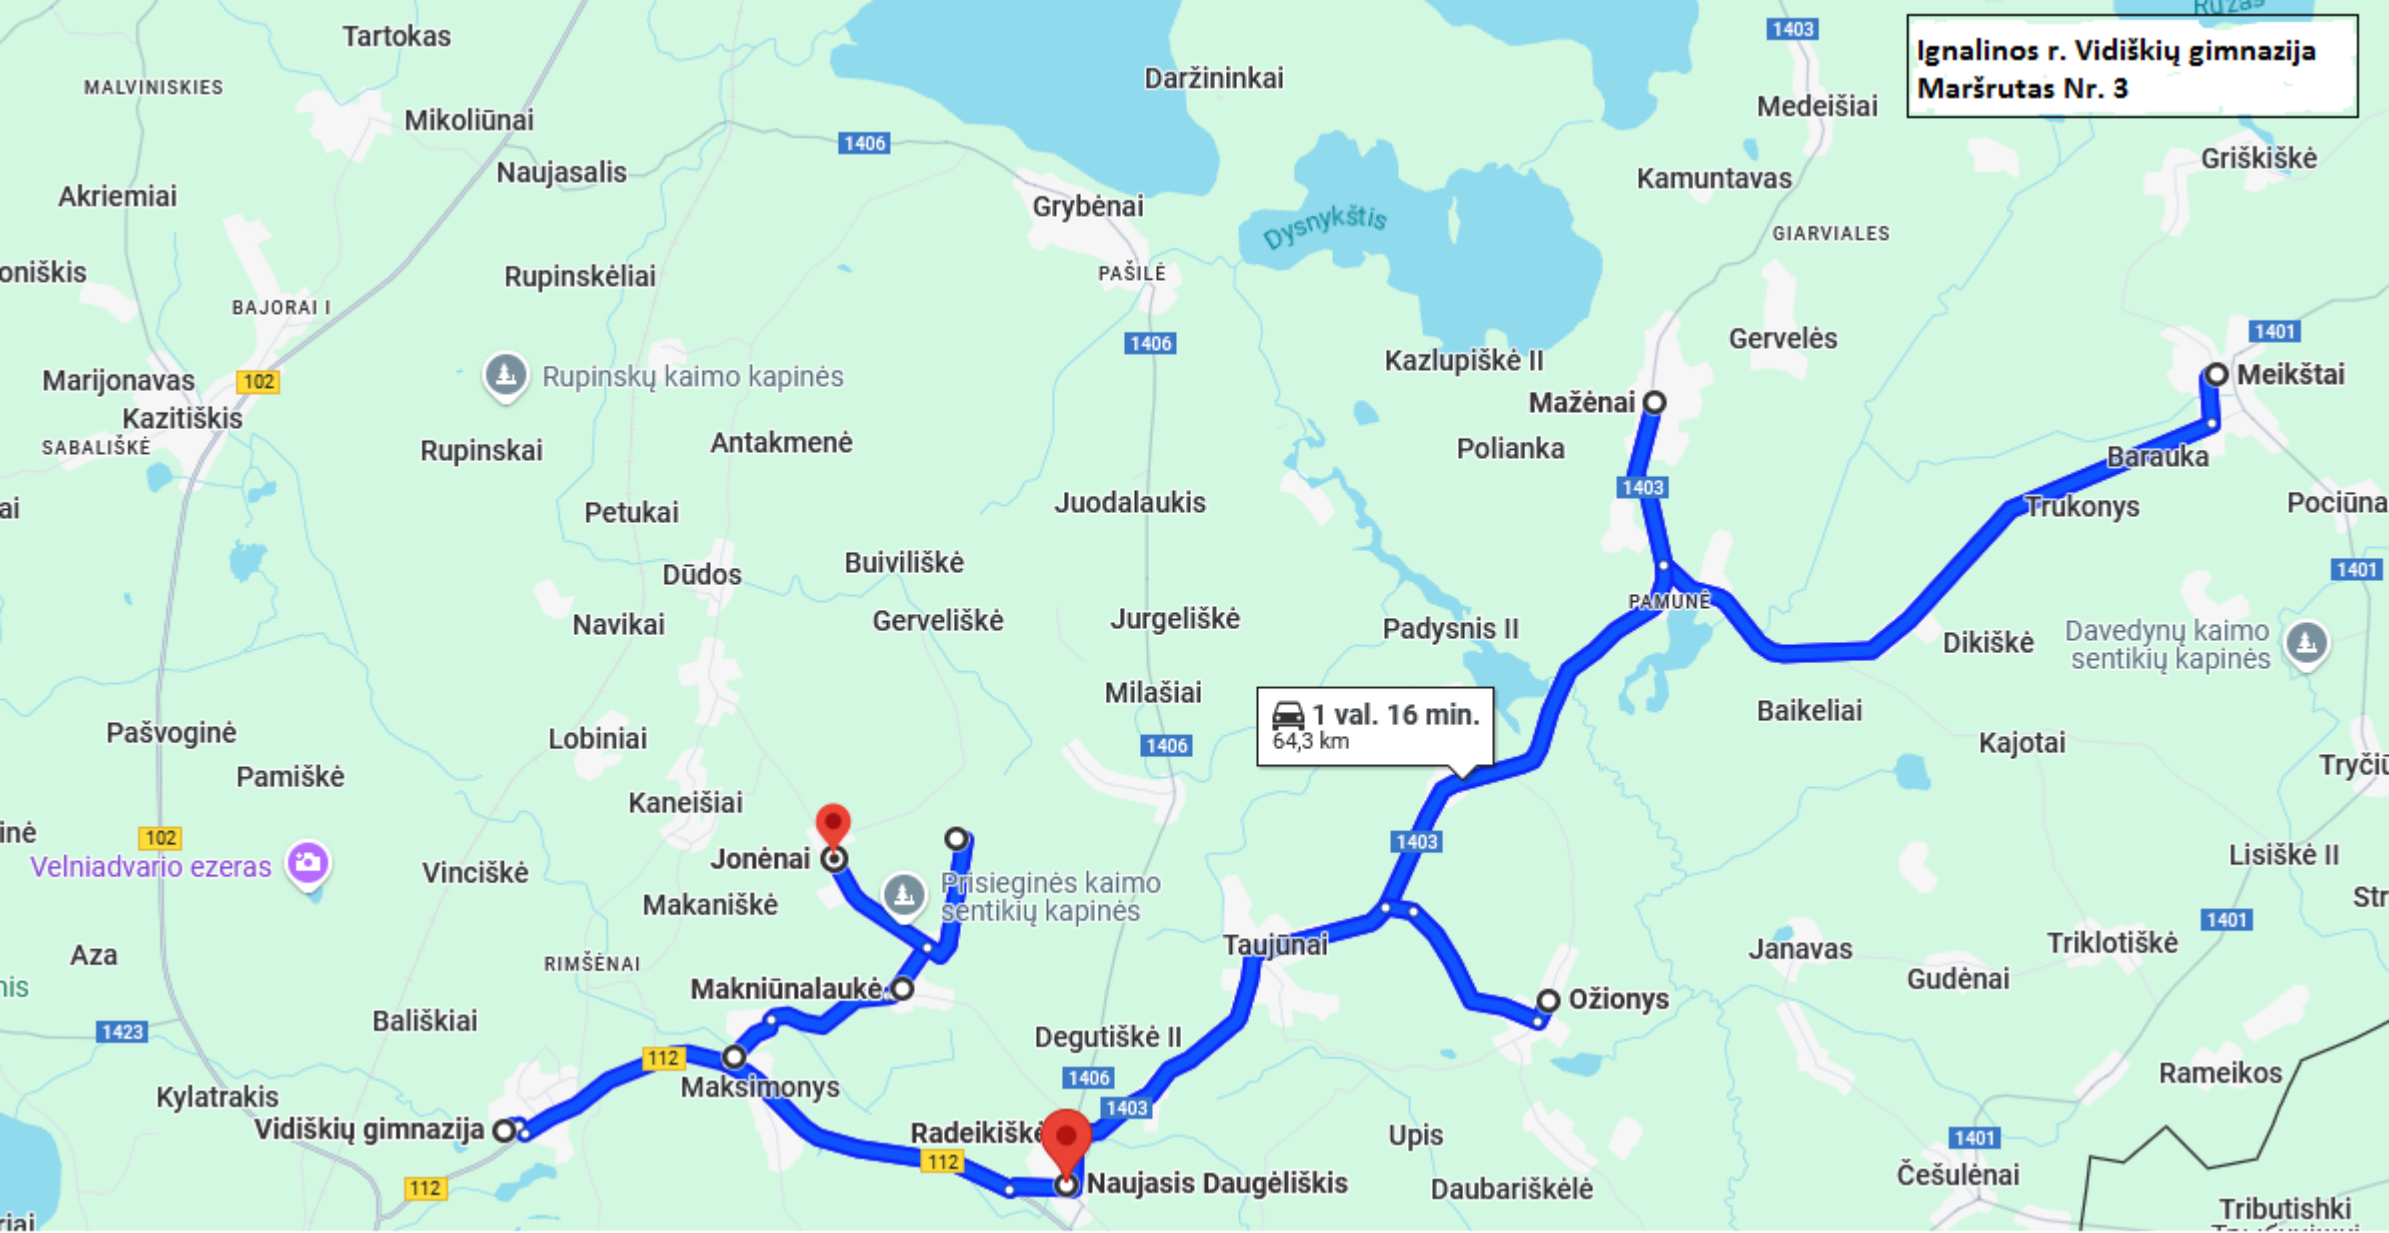 Ignalinos r. Vidiškių gimnazija
Maršrutas Nr. 3
Tartokas
1403
Daržininkai
MALVINISKIES
Medeišiai
Mikoliūnai
1406
Griškiškė
Naujasalis
Kamuntavas
Akriemiai
Grybėnai
Dysnykštis
GIARVIALES
oniškis
Rupinskėliai
PAŠILĖ
BAJORAI I
1401
1406
Gervelės
Kazlupiškė II
Marijonavas
102
Rupinskų kaimo kapinės
Meikštai
Mažėnai
Kazitiškis
SABALIŠKĖ
Rupinskai
Antakmenė
Polianka
Barauka
1403
ai
Petukai
Juodalaukis
Trukonys
Pociūna
Dūdos
Buiviliškė
1401
PAMUNĖ
Navikai
Gerveliškė
Jurgeliškė
Padysnis II
Dikiškė
Davedynų kaimo
sentikių kapinės
Milašiai
Baikeliai
1 val. 16 min.
64,3 km
Pašvoginė
Lobiniai
1406
Kajotai
Pamiškė
Kaneišiai
inė
102
1403
Velniadvario ezeras
Vinciškė
Jonėnai
Lisiškė II
Prisieginės kaimo
sentikių kapinės
Makaniškė
Str
1401
Aza
RIMŠĖNAI
Taujūnai
Janavas
Triklotiškė
nis
Makniūnalaukė
Gudėnai
Ožionys
1423
Bališkiai
Degutiškė II
112
Maksimonys
1406
Rameikos
Kylatrakis
1403
Vidiškių gimnazija
Radeikiškė
Upis
1401
112
112
Naujasis Daugėliškis
Daubariškėlė
Češulėnai
Tributishki